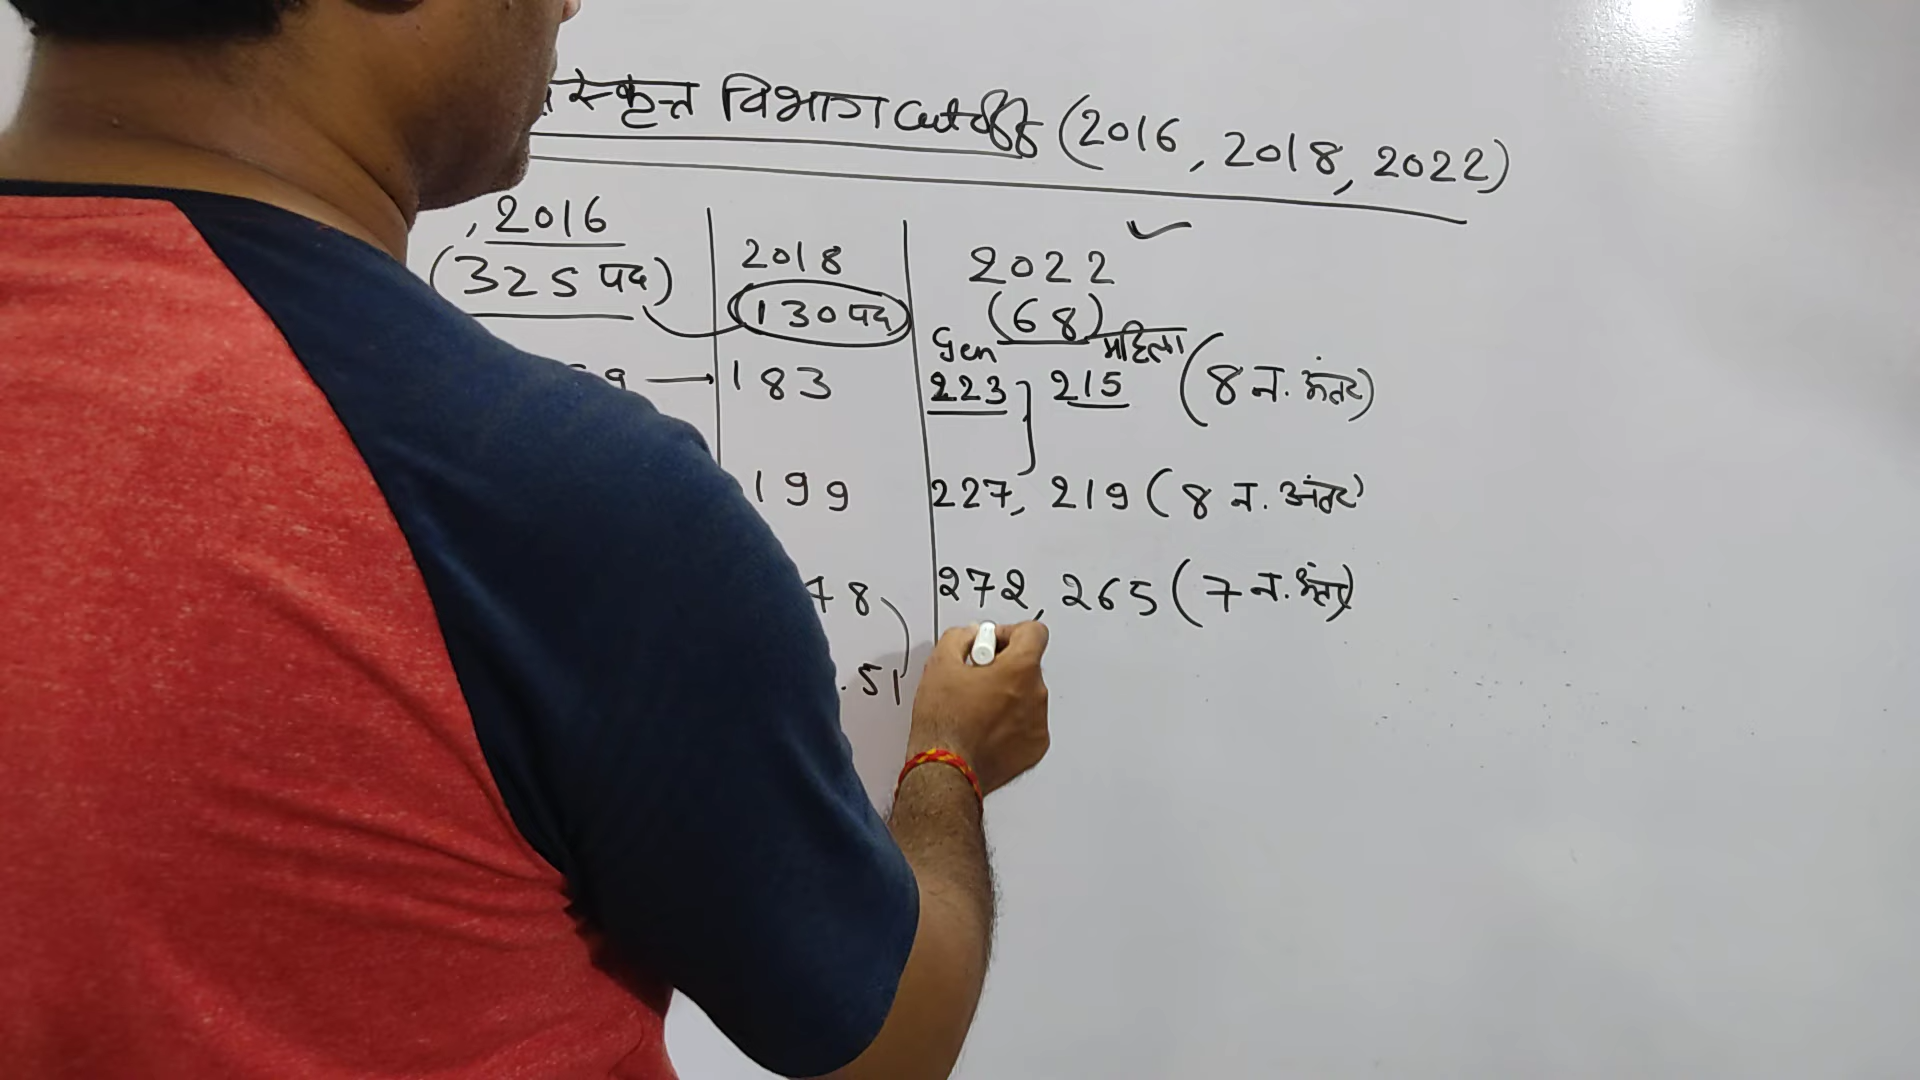 स्कृत विभाग cutoff (2016, 2018, 2022)
2016
(325 पद)
2018
130 पद
2022
(68)
Gen महिला
183
223 215 (8 न. अंतर)
199
227, 219 (8 न. अंतर)
78
272, 265 (7 न. अंतर)
.51